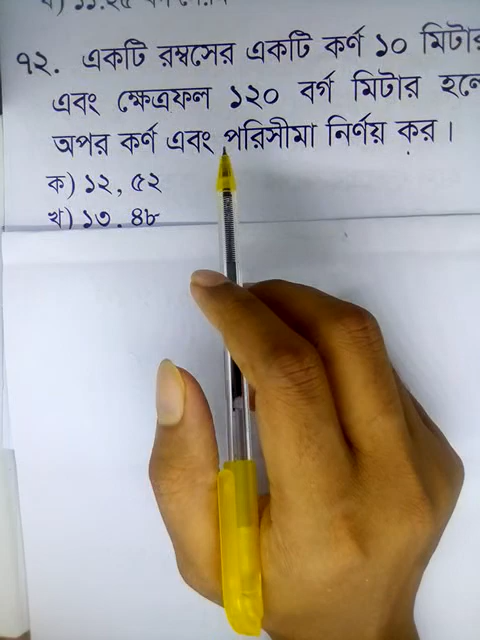 ৭২. একটি রম্বসের একটি কর্ণ ১০ মিটার
এবং ক্ষেত্রফল ১২০ বর্গ মিটার হলে
অপর কর্ণ এবং পরিসীমা নির্ণয় কর।
ক) ১২, ৫২
খ) ১৩. ৪৮